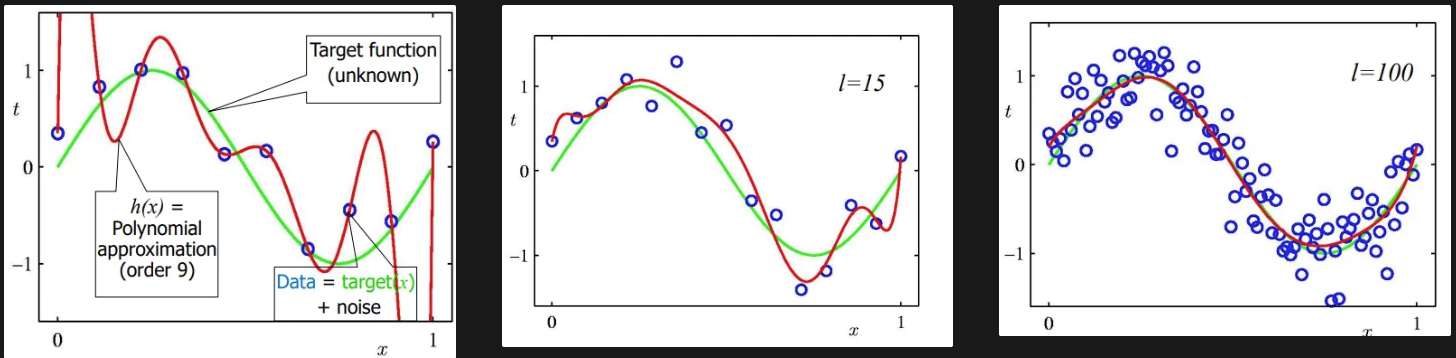 t
1
0
−1
0
1
x
Target function
(unknown)
h(x) =
Polynomial
approximation
(order 9)
Data = target(x)
+ noise
l=15
t
1
0
−1
0
1
x
l=100
t
1
0
−1
0
1
x